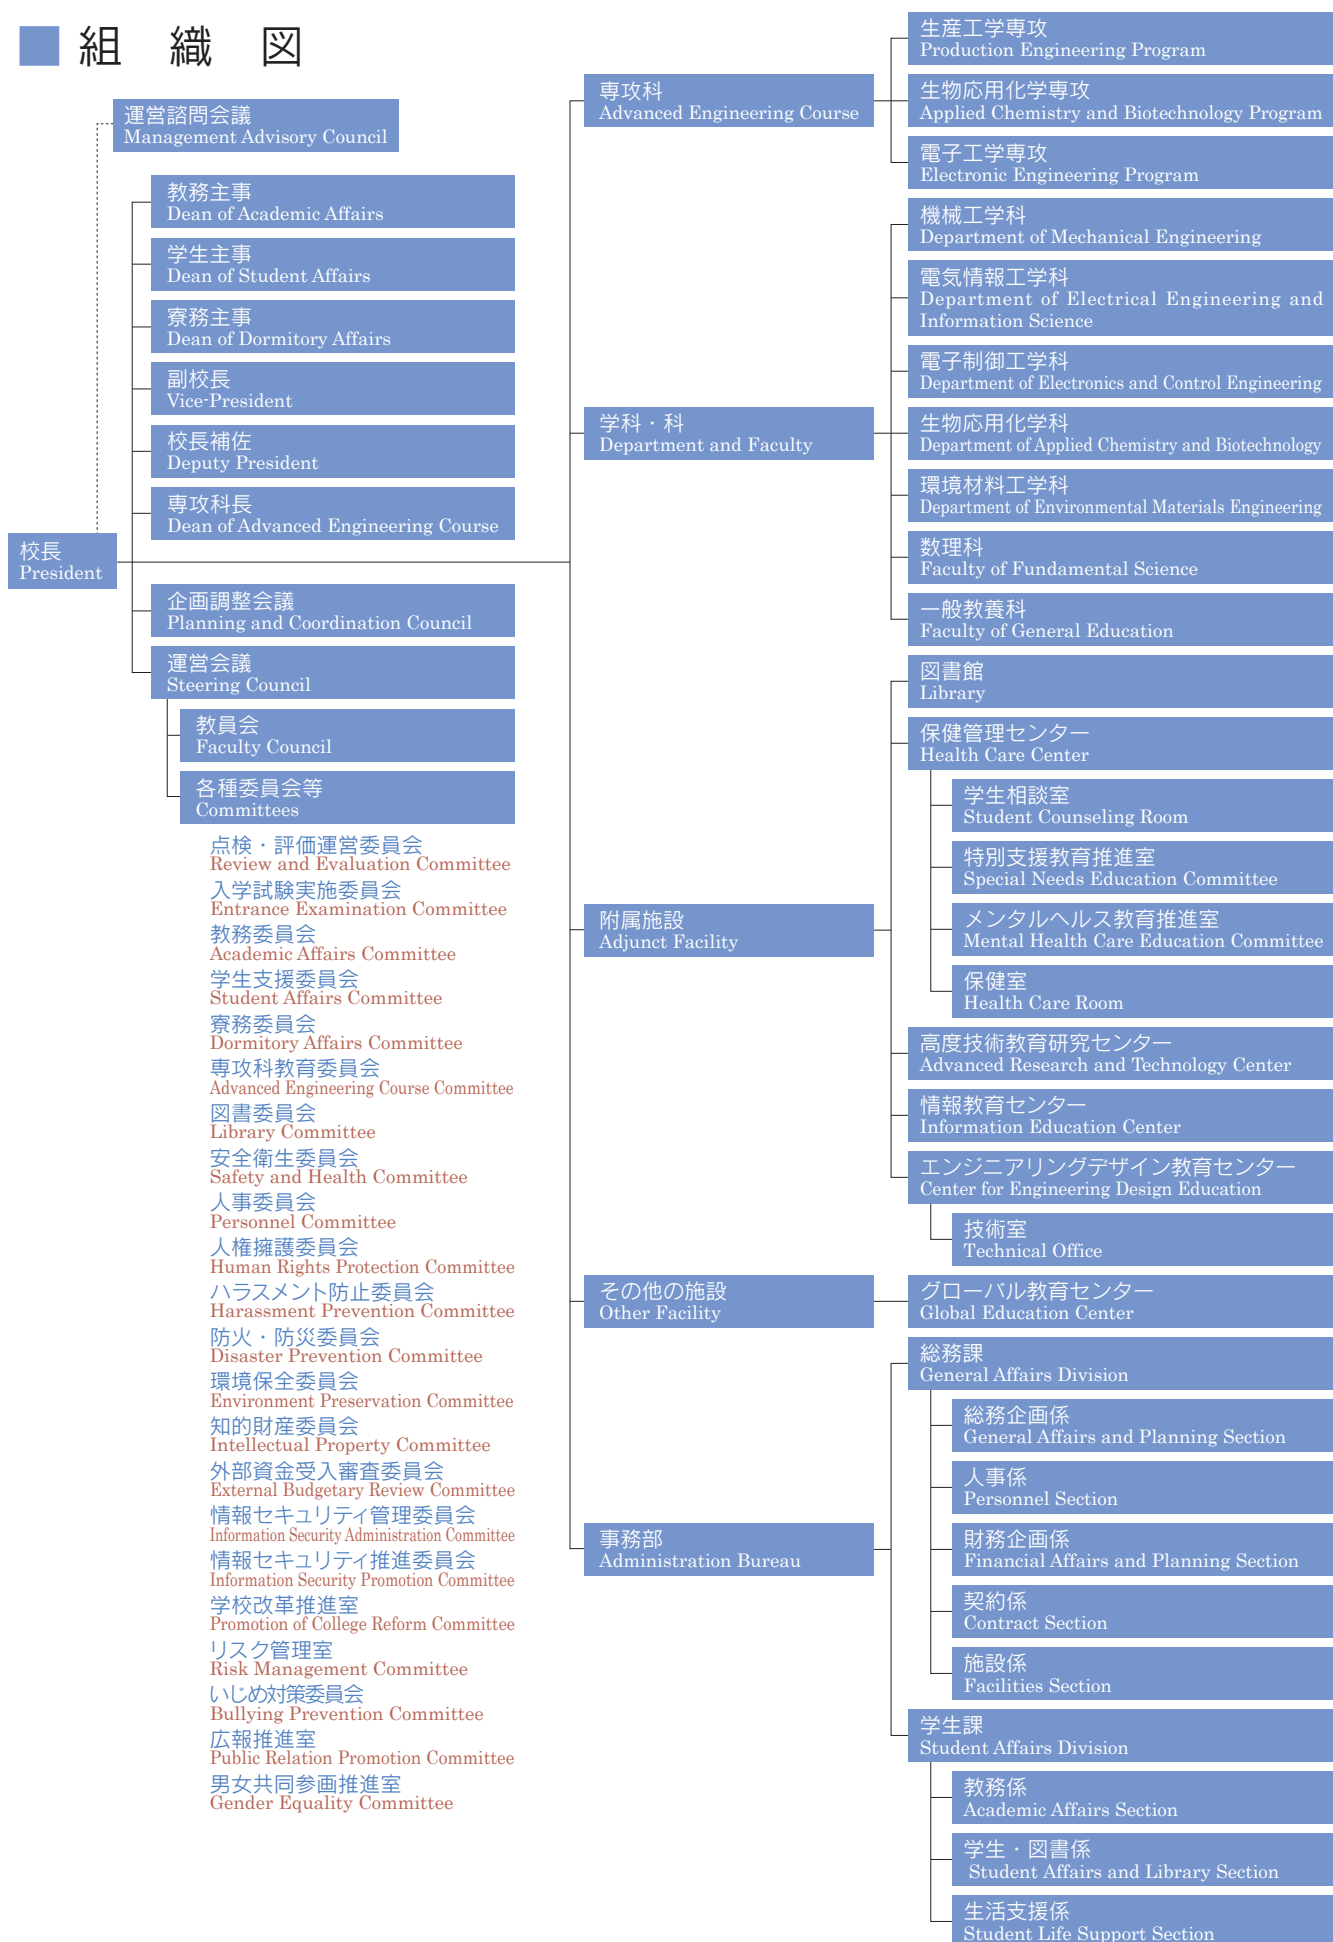 組織図
運営諮問会議
Management Advisory Council
教務主事
Dean of Academic Affairs
学生主事
Dean of Student Affairs
寮務主事
Dean of Dormitory Affairs
副校長
Vice-President
校長補佐
Deputy President
専攻科長
Dean of Advanced Engineering Course
校長
President
企画調整会議
Planning and Coordination Council
運営会議
Steering Council
教員会
Faculty Council
各種委員会等
Committees
点検・評価運営委員会
Review and Evaluation Committee
入学試験実施委員会
Entrance Examination Committee
教務委員会
Academic Affairs Committee
学生支援委員会
Student Affairs Committee
寮務委員会
Dormitory Affairs Committee
専攻科教育委員会
Advanced Engineering Course Committee
図書委員会
Library Committee
安全衛生委員会
Safety and Health Committee
人事委員会
Personnel Committee
人権擁護委員会
Human Rights Protection Committee
ハラスメント防止委員会
Harassment Prevention Committee
防火・防災委員会
Disaster Prevention Committee
環境保全委員会
Environment Preservation Committee
知的財産委員会
Intellectual Property Committee
外部資金受入審査委員会
External Budgetary Review Committee
情報セキュリティ管理委員会
Information Security Administration Committee
情報セキュリティ推進委員会
Information Security Promotion Committee
学校改革推進室
Promotion of College Reform Committee
リスク管理室
Risk Management Committee
いじめ対策委員会
Bullying Prevention Committee
広報推進室
Public Relation Promotion Committee
男女共同参画推進室
Gender Equality Committee
専攻科
Advanced Engineering Course
生産工学専攻
Production Engineering Program
生物応用化学専攻
Applied Chemistry and Biotechnology Program
電子工学専攻
Electronic Engineering Program
学科・科
Department and Faculty
機械工学科
Department of Mechanical Engineering
電気情報工学科
Department of Electrical Engineering and
Information Science
電子制御工学科
Department of Electronics and Control Engineering
生物応用化学科
Department of Applied Chemistry and Biotechnology
環境材料工学科
Department of Environmental Materials Engineering
数理科
Faculty of Fundamental Science
一般教養科
Faculty of General Education
附属施設
Adjunct Facility
図書館
Library
保健管理センター
Health Care Center
学生相談室
Student Counseling Room
特別支援教育推進室
Special Needs Education Committee
メンタルヘルス教育推進室
Mental Health Care Education Committee
保健室
Health Care Room
高度技術教育研究センター
Advanced Research and Technology Center
情報教育センター
Information Education Center
エンジニアリングデザイン教育センター
Center for Engineering Design Education
技術室
Technical Office
その他の施設
Other Facility
グローバル教育センター
Global Education Center
事務部
Administration Bureau
総務課
General Affairs Division
総務企画係
General Affairs and Planning Section
人事係
Personnel Section
財務企画係
Financial Affairs and Planning Section
契約係
Contract Section
施設係
Facilities Section
学生課
Student Affairs Division
教務係
Academic Affairs Section
学生・図書係
Student Affairs and Library Section
生活支援係
Student Life Support Section